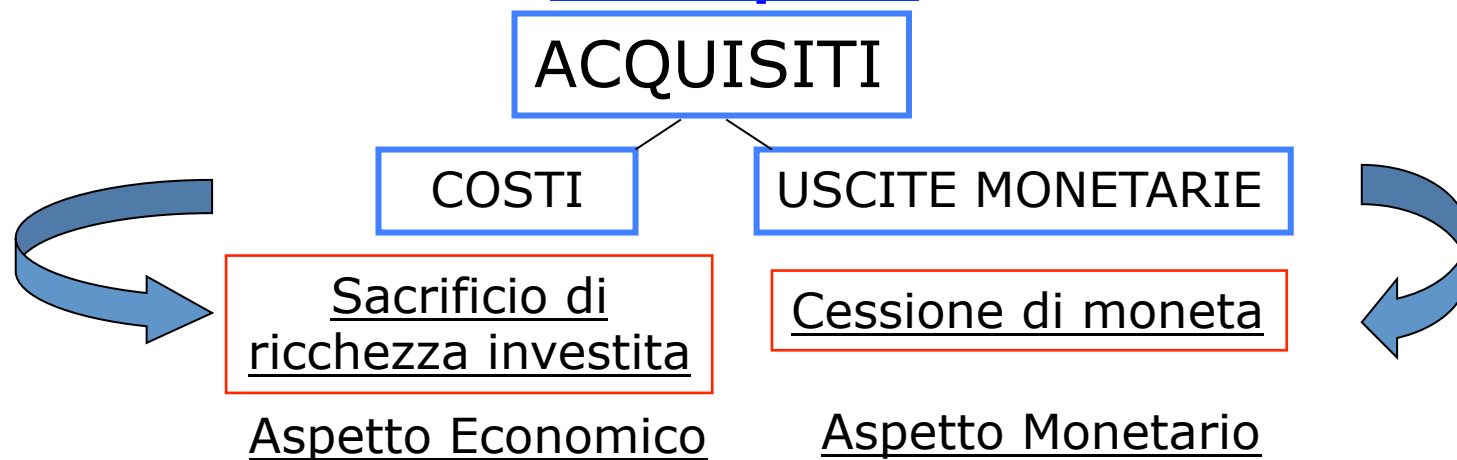 ACQUISITI
COSTI
USCITE MONETARIE
Sacrificio di
ricchezza investita
Cessione di moneta
Aspetto Economico
Aspetto Monetario